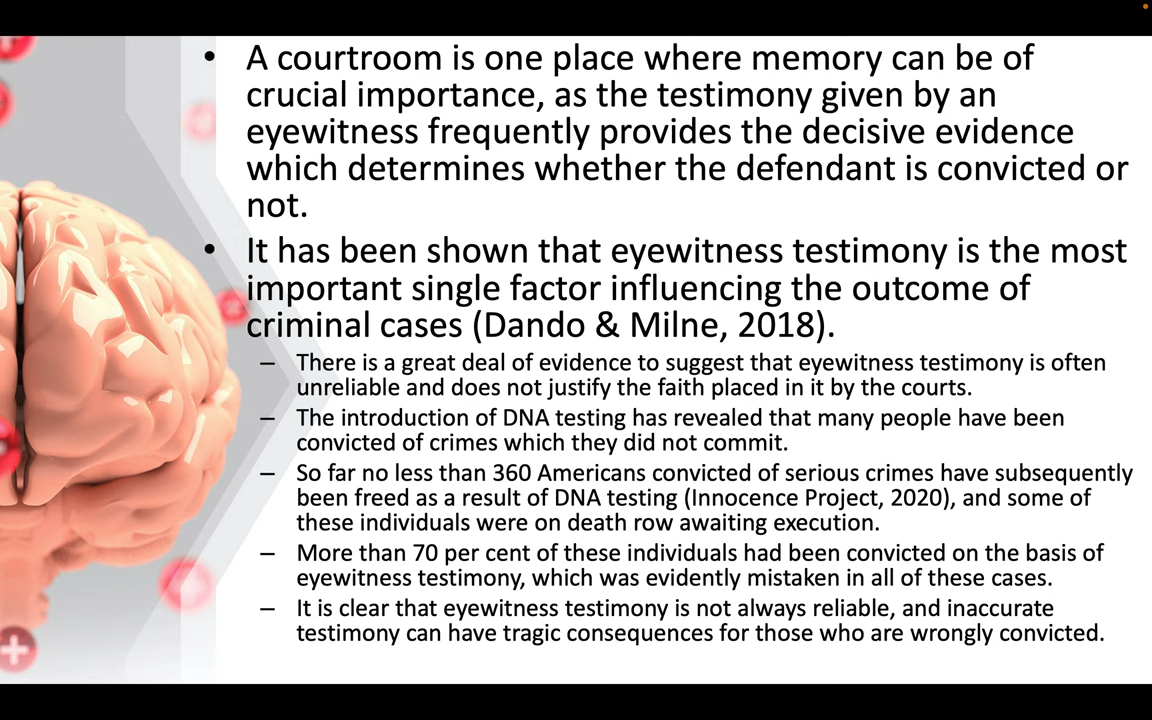 • A courtroom is one place where memory can be of
crucial importance, as the testimony given by an
eyewitness frequently provides the decisive evidence
which determines whether the defendant is convicted or
not.
• It has been shown that eyewitness testimony is the most
important single factor influencing the outcome of
criminal cases (Dando & Milne, 2018).
– There is a great deal of evidence to suggest that eyewitness testimony is often
unreliable and does not justify the faith placed in it by the courts.
– The introduction of DNA testing has revealed that many people have been
convicted of crimes which they did not commit.
– So far no less than 360 Americans convicted of serious crimes have subsequently
been freed as a result of DNA testing (Innocence Project, 2020), and some of
these individuals were on death row awaiting execution.
– More than 70 per cent of these individuals had been convicted on the basis of
eyewitness testimony, which was evidently mistaken in all of these cases.
– It is clear that eyewitness testimony is not always reliable, and inaccurate
testimony can have tragic consequences for those who are wrongly convicted.